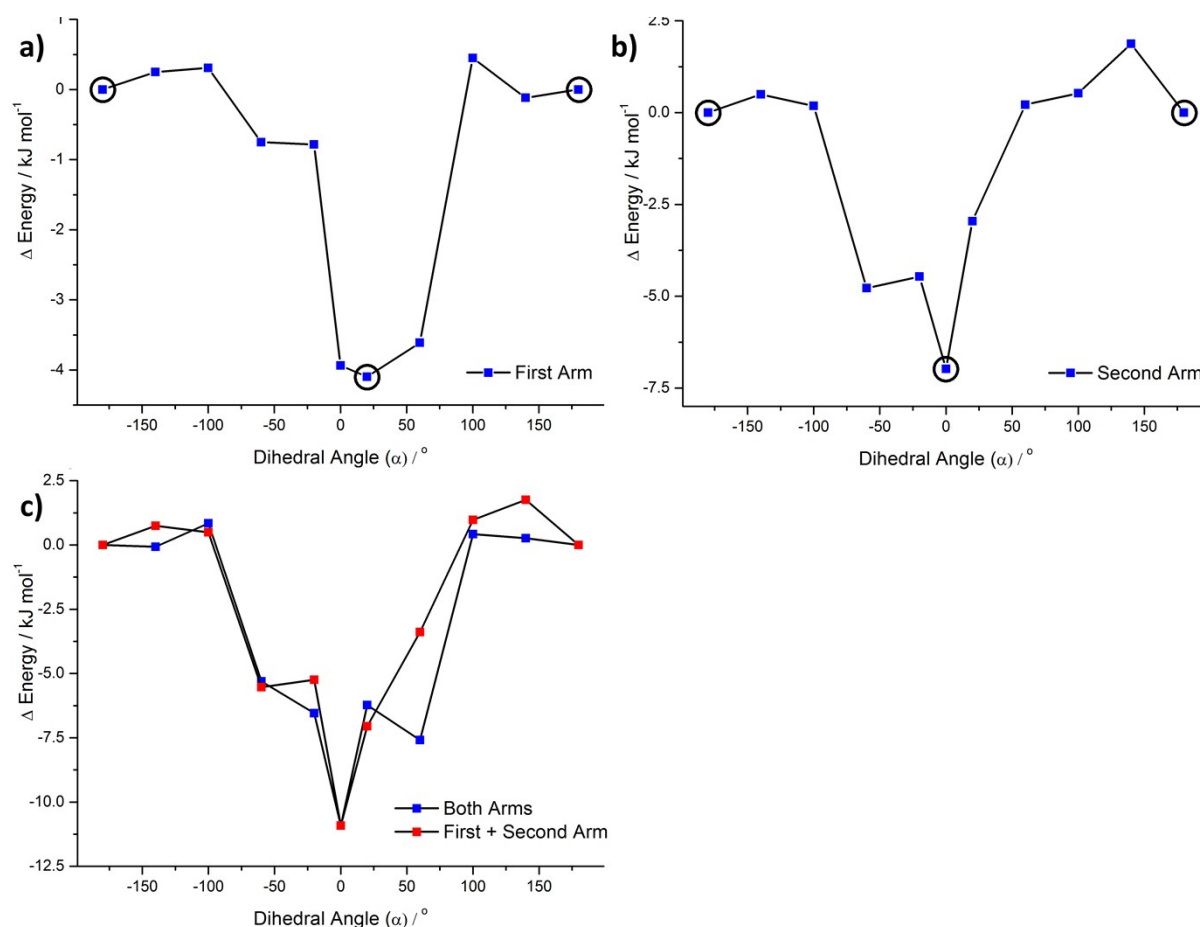 a)
1
0
-1
-2
-3
-4
Δ Energy / kJ mol⁻¹
First Arm
-150 -100 -50 0 50 100 150
Dihedral Angle (α) / °
b)
2.5
0.0
-2.5
-5.0
-7.5
Δ Energy / kJ mol⁻¹
Second Arm
-150 -100 -50 0 50 100 150
Dihedral Angle (α) / °
c)
2.5
0.0
-2.5
-5.0
-7.5
-10.0
-12.5
Δ Energy / kJ mol⁻¹
Both Arms
First + Second Arm
-150 -100 -50 0 50 100 150
Dihedral Angle (α) / °